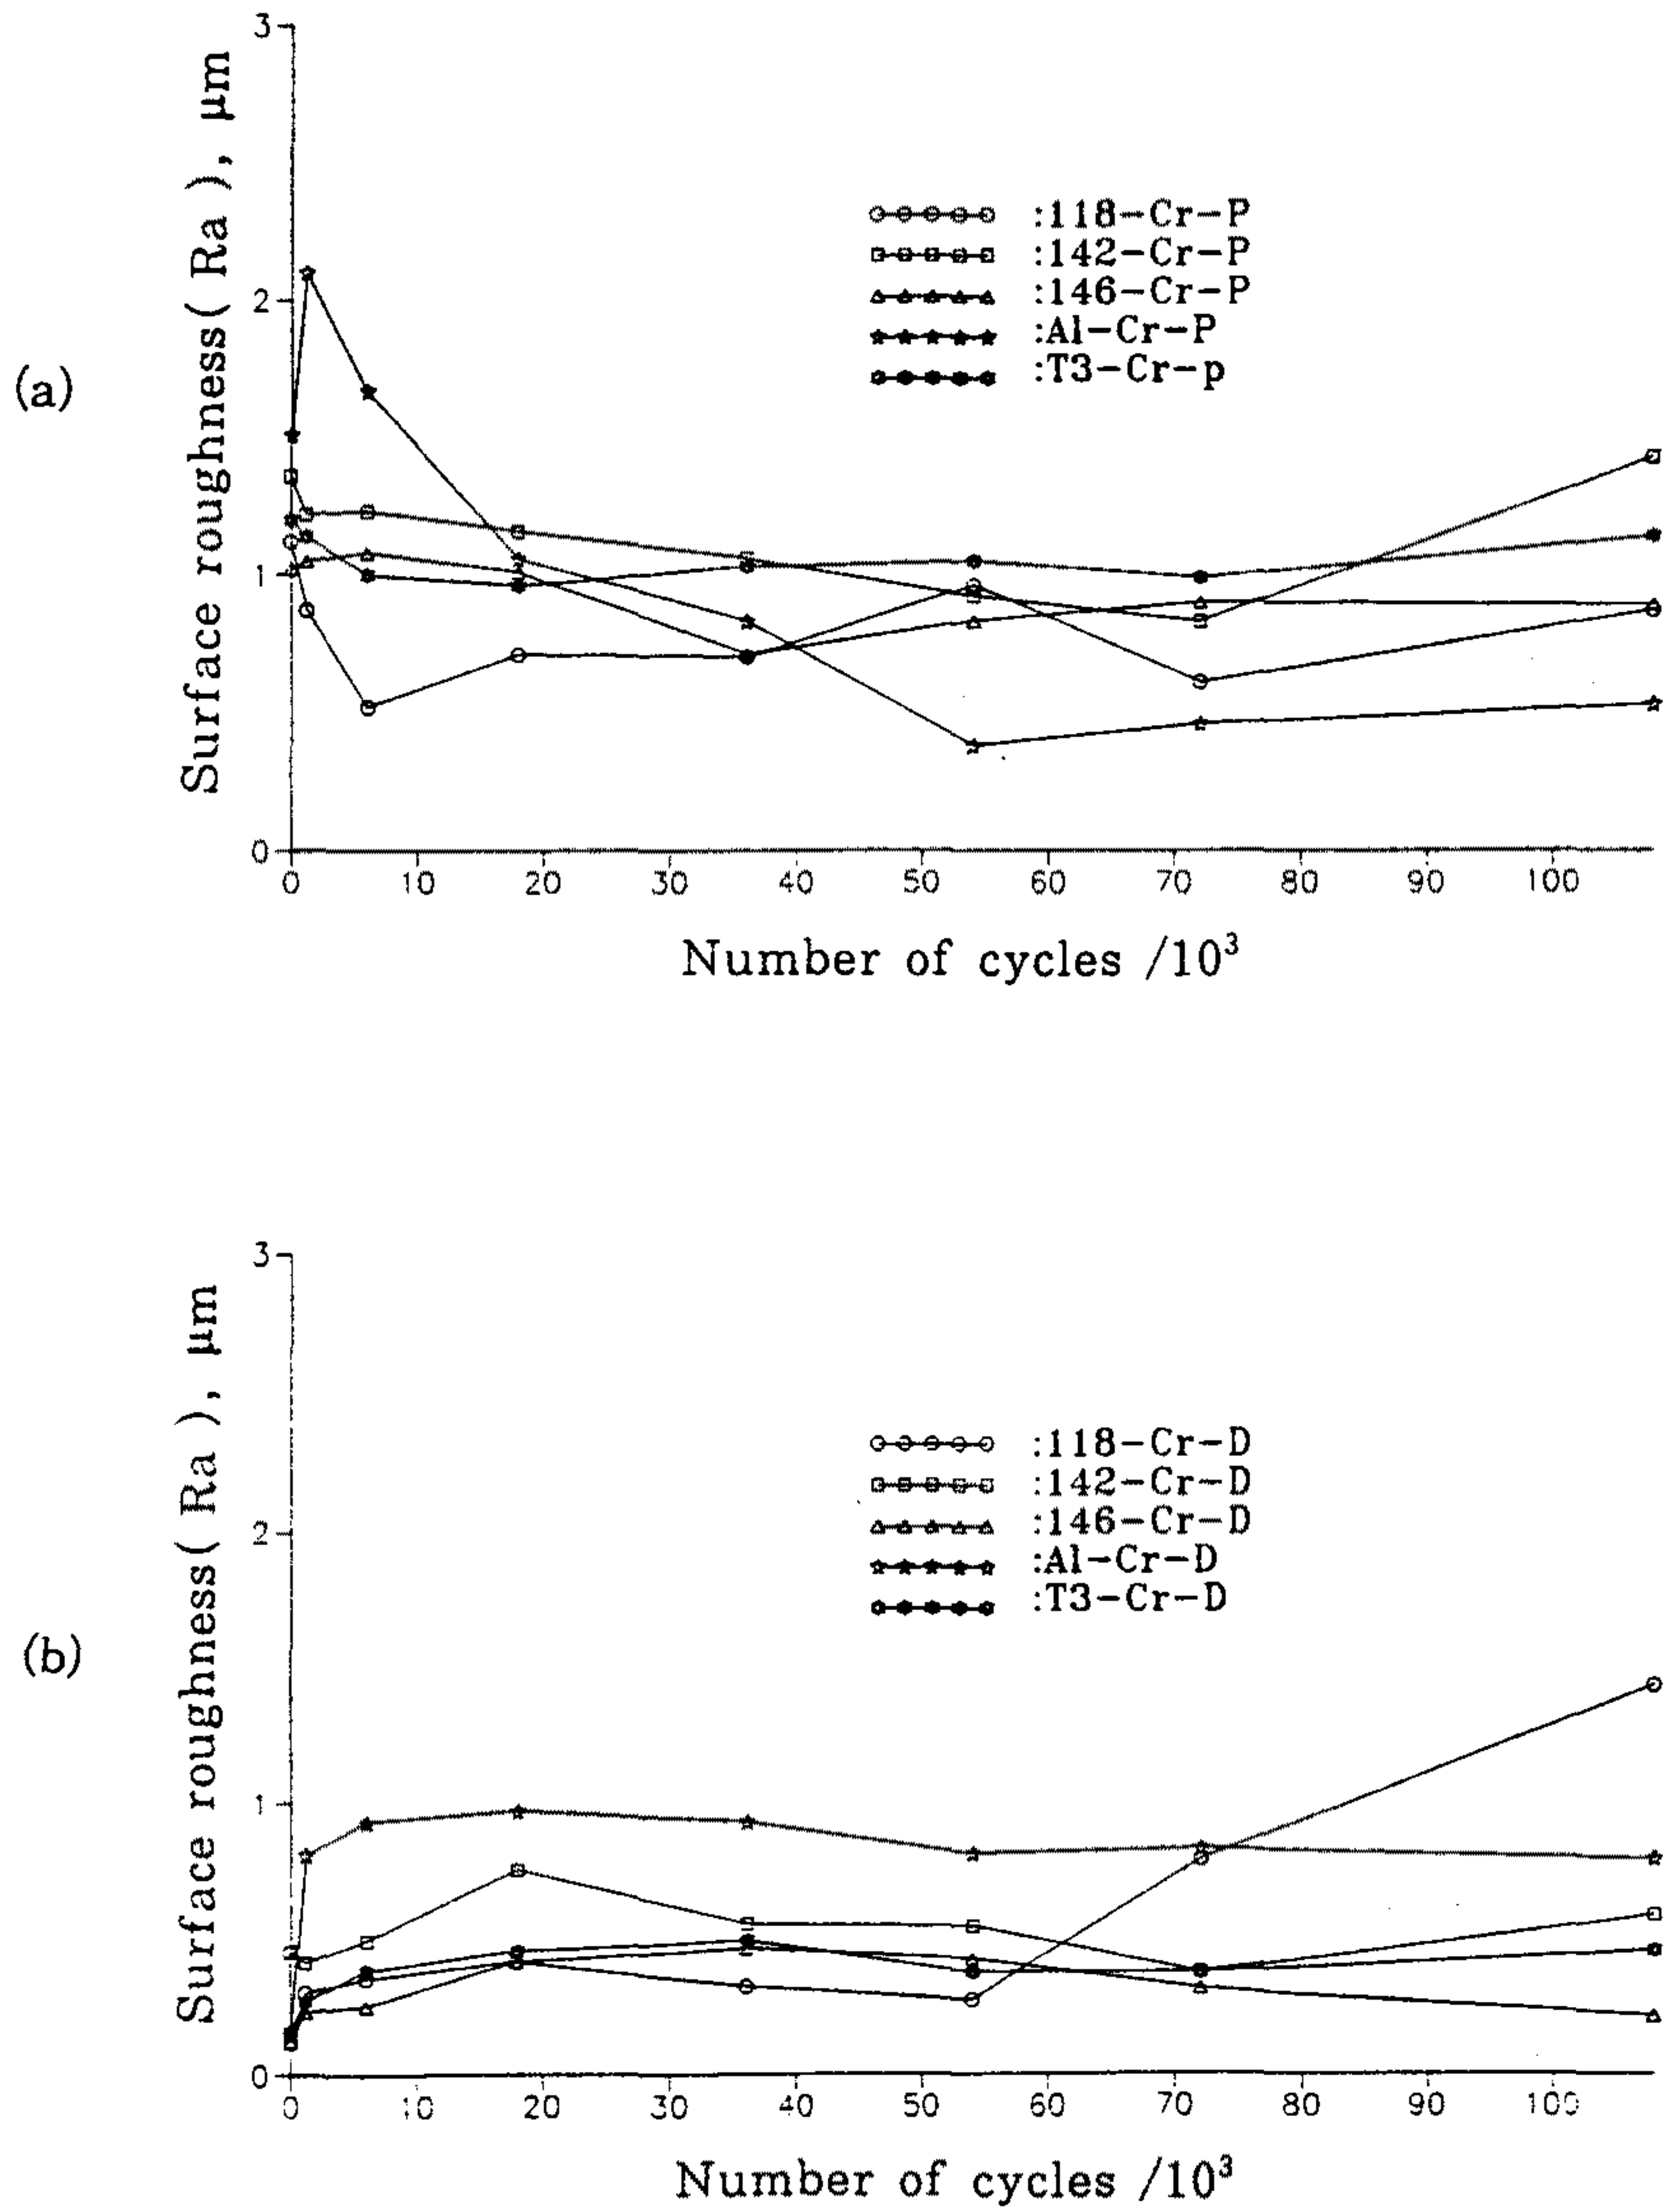 (a)
Surface roughness( Ra ), μm
3
2
1
0
:118-Cr-P
:142-Cr-P
:146-Cr-P
:Al-Cr-P
:T3-Cr-p
0 10 20 30 40 50 60 70 80 90 100
Number of cycles /10³
(b)
Surface roughness( Ra ), μm
3
2
1
0
:118-Cr-D
:142-Cr-D
:146-Cr-D
:Al-Cr-D
:T3-Cr-D
0 10 20 30 40 50 60 70 80 90 100
Number of cycles /10³